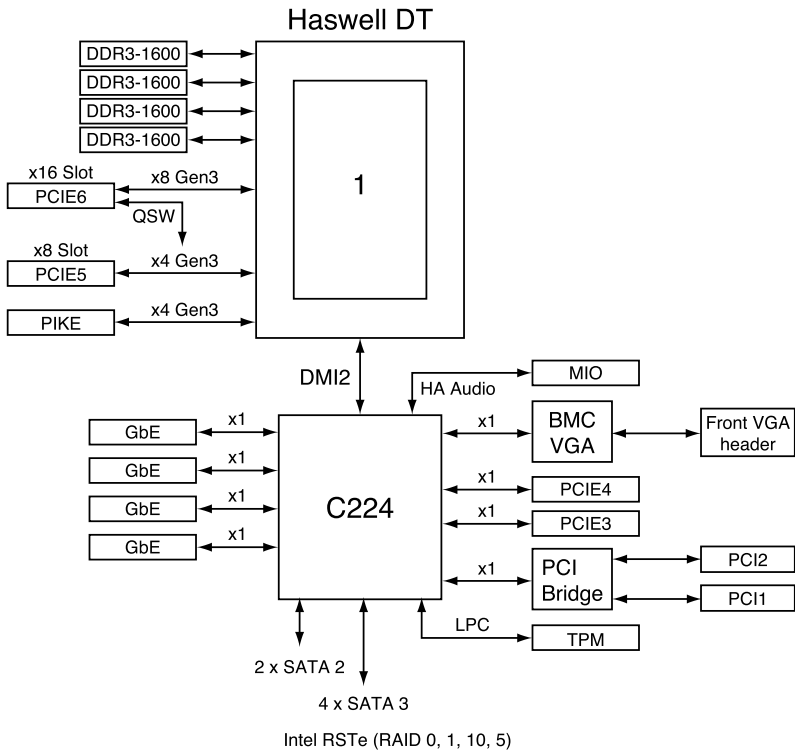 Haswell DT
DDR3-1600
DDR3-1600
DDR3-1600
DDR3-1600
1
x16 Slot
PCIE6
x8 Gen3
QSW
x8 Slot
PCIE5
x4 Gen3
PIKE
x4 Gen3
DMI2
HA Audio
MIO
GbE
x1
GbE
x1
GbE
x1
GbE
x1
C224
x1
BMC
VGA
Front VGA
header
x1
PCIE4
x1
PCIE3
x1
PCI
Bridge
PCI2
PCI1
LPC
TPM
2 x SATA 2
4 x SATA 3
Intel RSTe (RAID 0, 1, 10, 5)